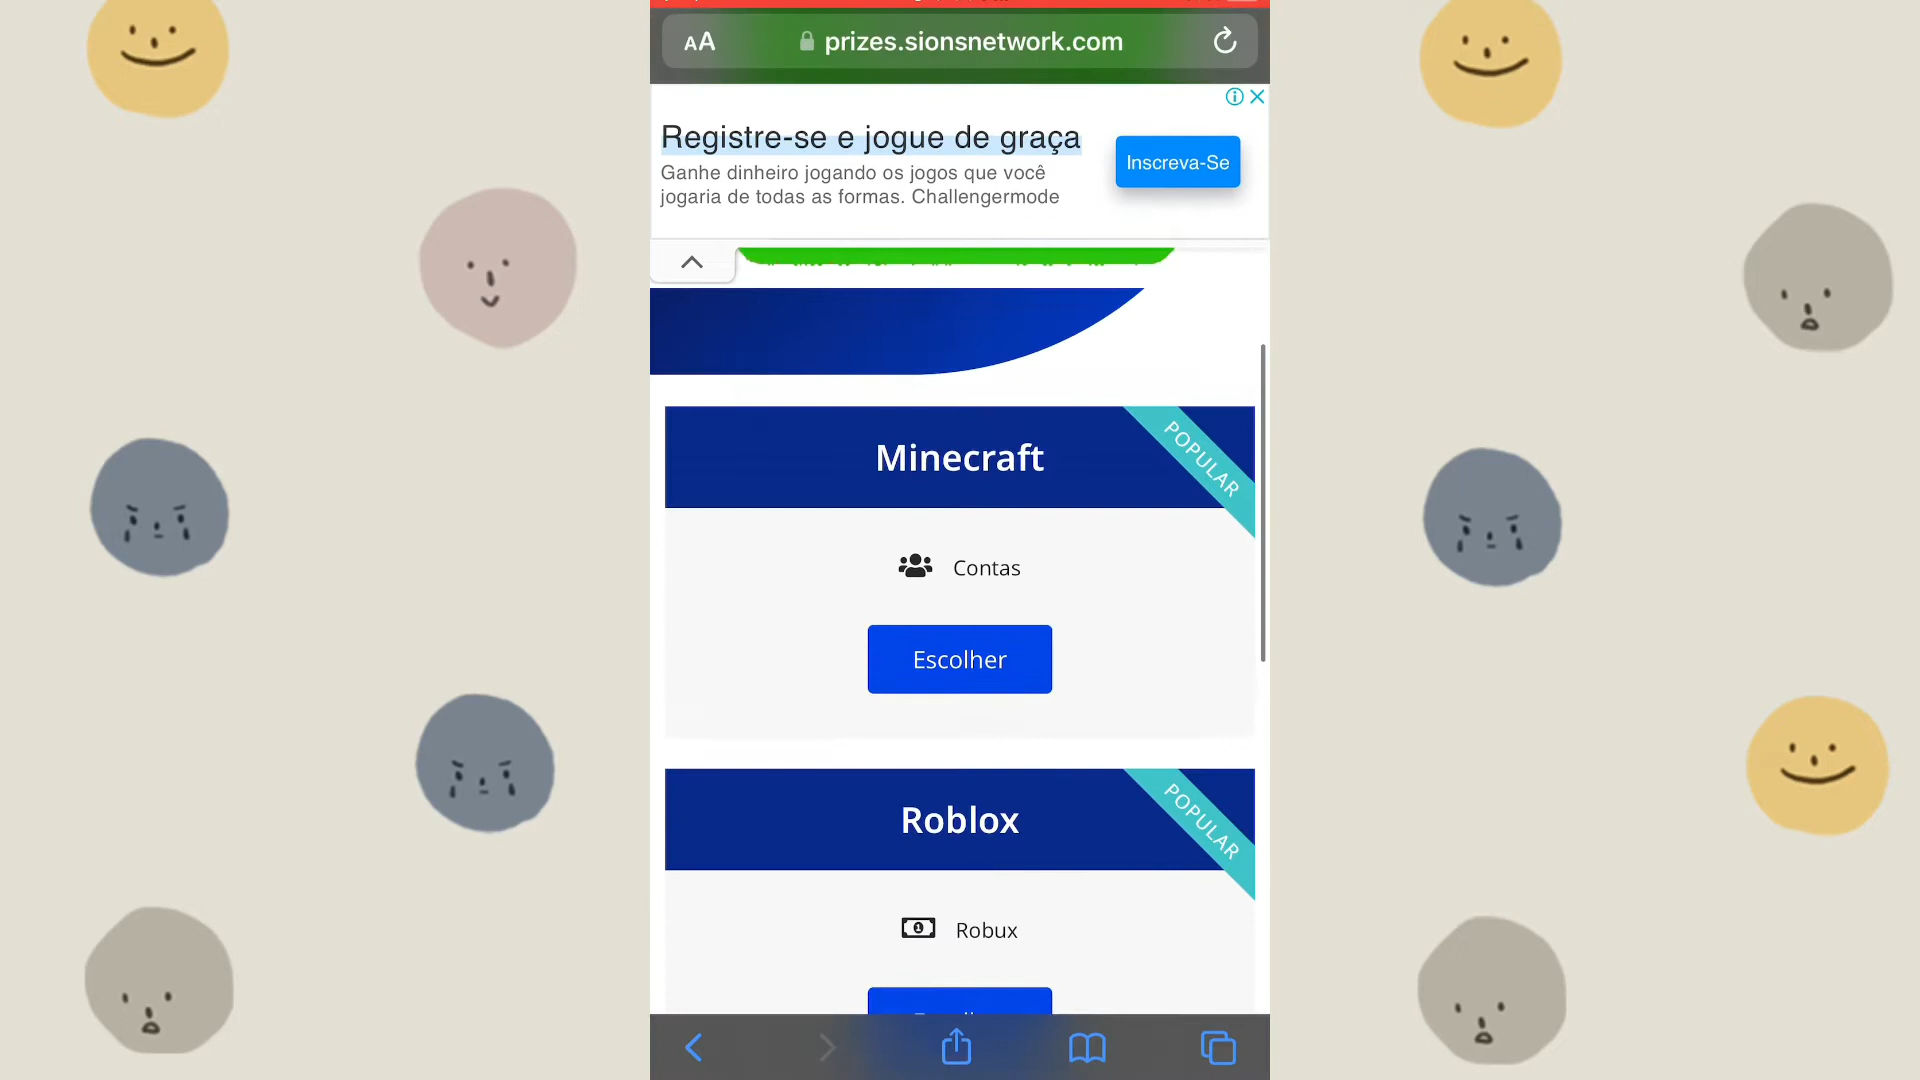 AA prizes.sionsnetwork.com
Registre-se e jogue de graça
Ganhe dinheiro jogando os jogos que você
jogaria de todas as formas. Challengermode
Inscreva-Se
Minecraft
POPULAR
Contas
Escolher
Roblox
POPULAR
Robux